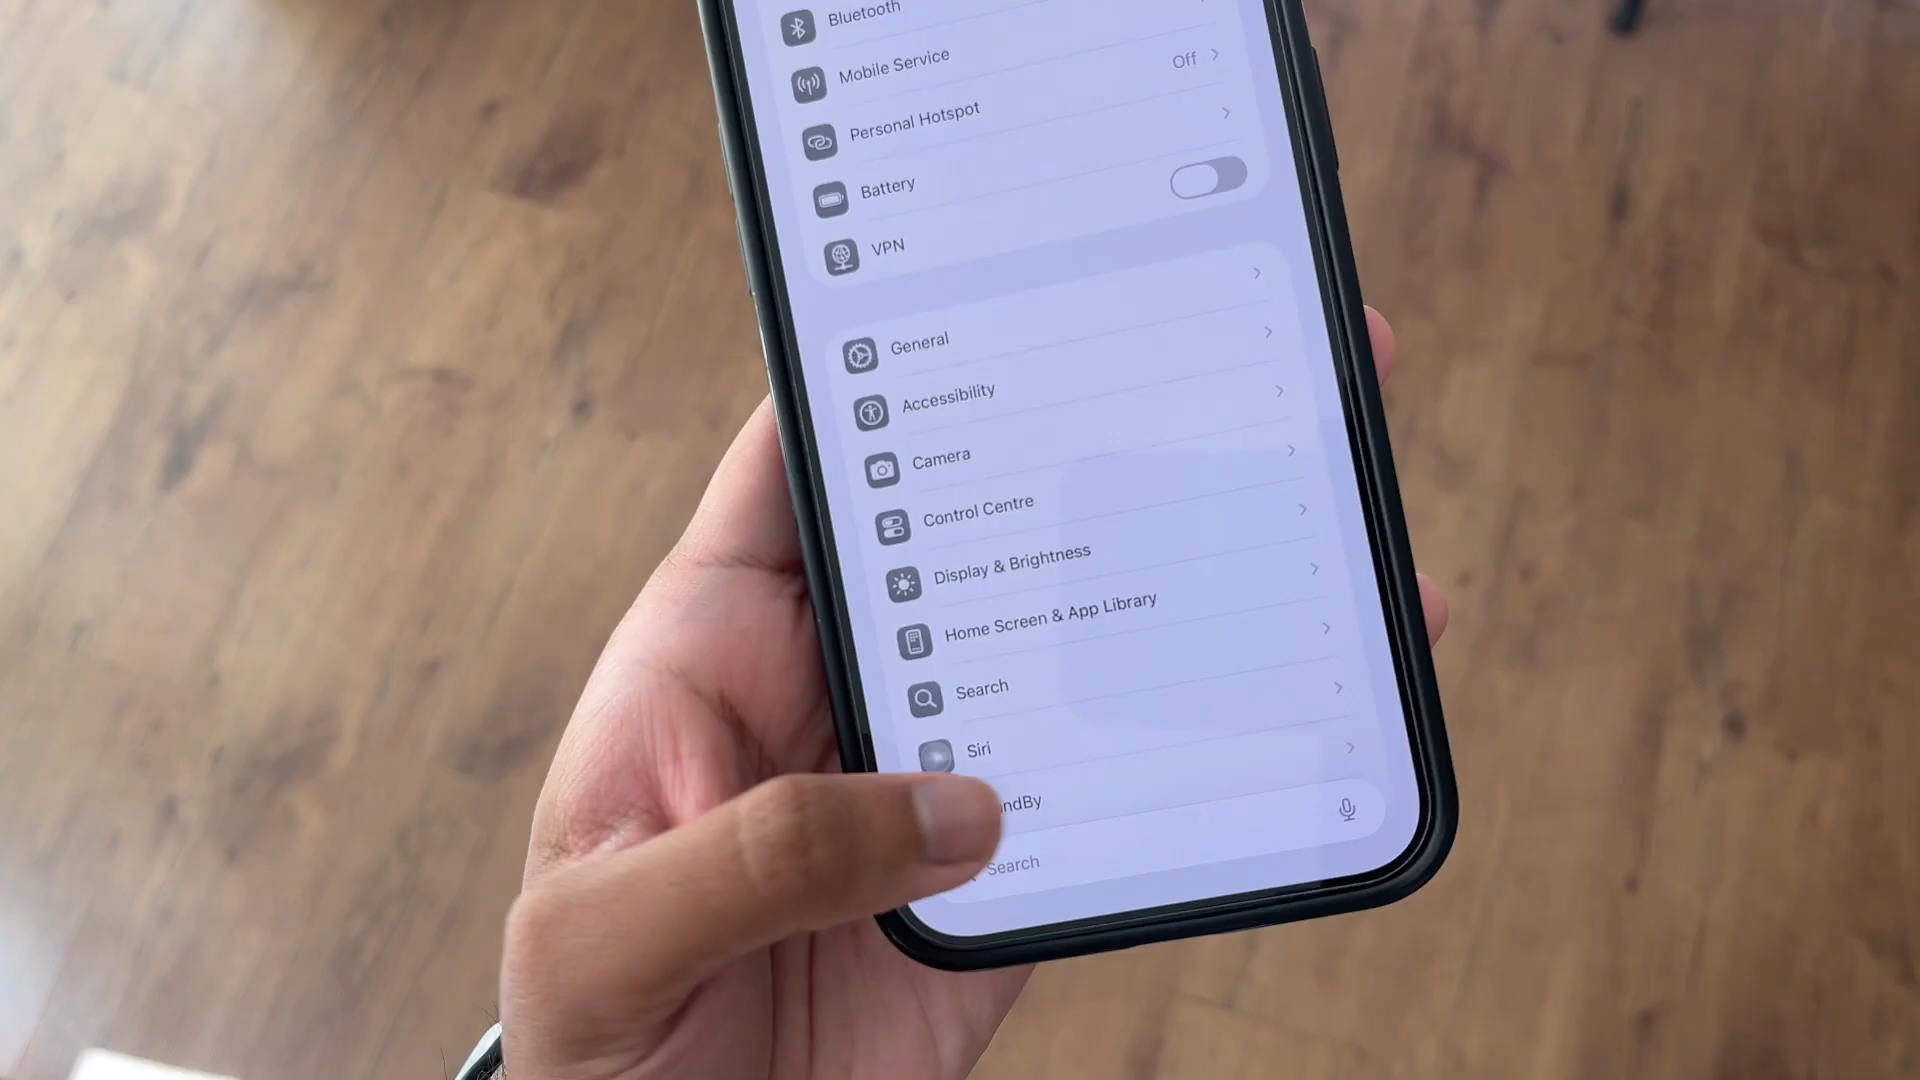 Bluetooth
Mobile Service
Off
Personal Hotspot
Battery
VPN
General
Accessibility
Camera
Control Centre
Display & Brightness
Home Screen & App Library
Search
Siri
ndBy
Search